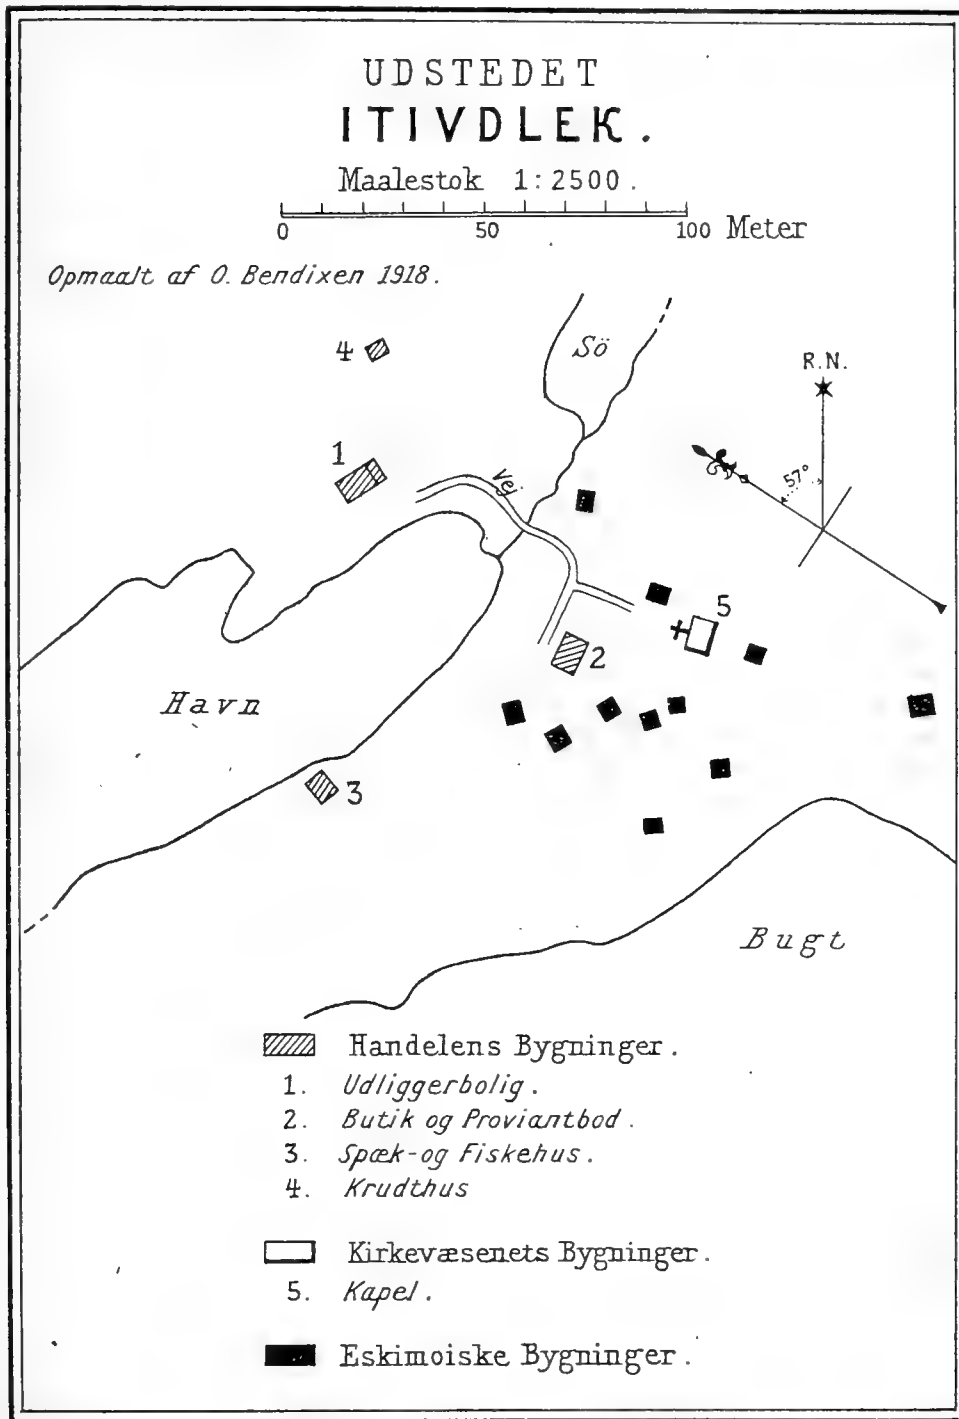 UDSTEDET
ITIVDLEK.
Maalestok 1:2500.
0 50 100 Meter
Opmaalt af O. Bendixen 1918.
4
Sö
R.N.
1
vej
57°
5
2
Havn
3
Bugt
Handelens Bygninger.
1. Udliggerbolig.
2. Butik og Proviantbod.
3. Spæk-og Fiskehus.
4. Krudthus
Kirkevæsenets Bygninger.
5. Kapel.
Eskimoiske Bygninger.